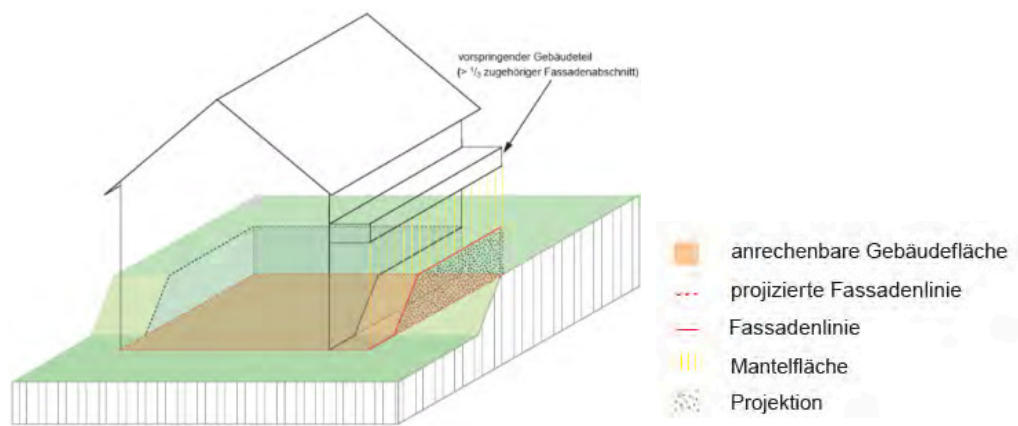 vorspringender Gebäudeteil
(> 1/3 zugehöriger Fassadenabschnitt)
anrechenbare Gebäudefläche
projizierte Fassadenlinie
Fassadenlinie
Mantelfläche
Projektion